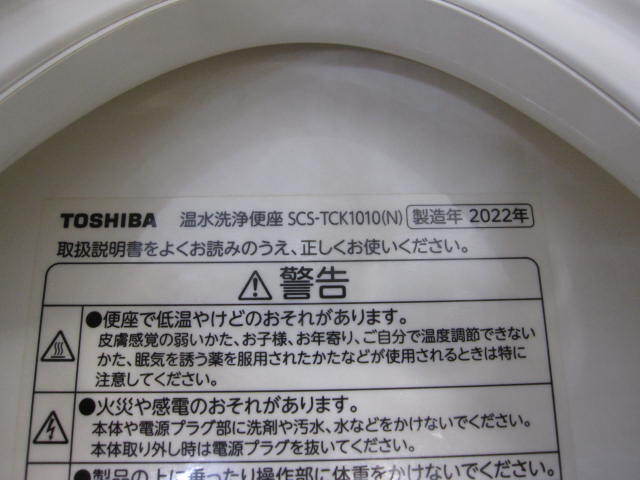 TOSHIBA 温水洗浄便座 SCS-TCK1010(N) 製造年 2022年
取扱説明書をよくお読みのうえ、正しくお使いください。
警告
●便座で低温やけどのおそれがあります。
皮膚感覚の弱いかた、お子様、お年寄り、ご自分で温度調節できない
かた、眠気を誘う薬を服用されたかたなどが使用されるときは特に
注意してください。
●火災や感電のおそれがあります。
本体や電源プラグ部に洗剤や汚水、水などをかけないでください。
本体取り外し時は電源プラグを抜いてください。
●製品の上に乗ったり操作部に体重をかけないでください。